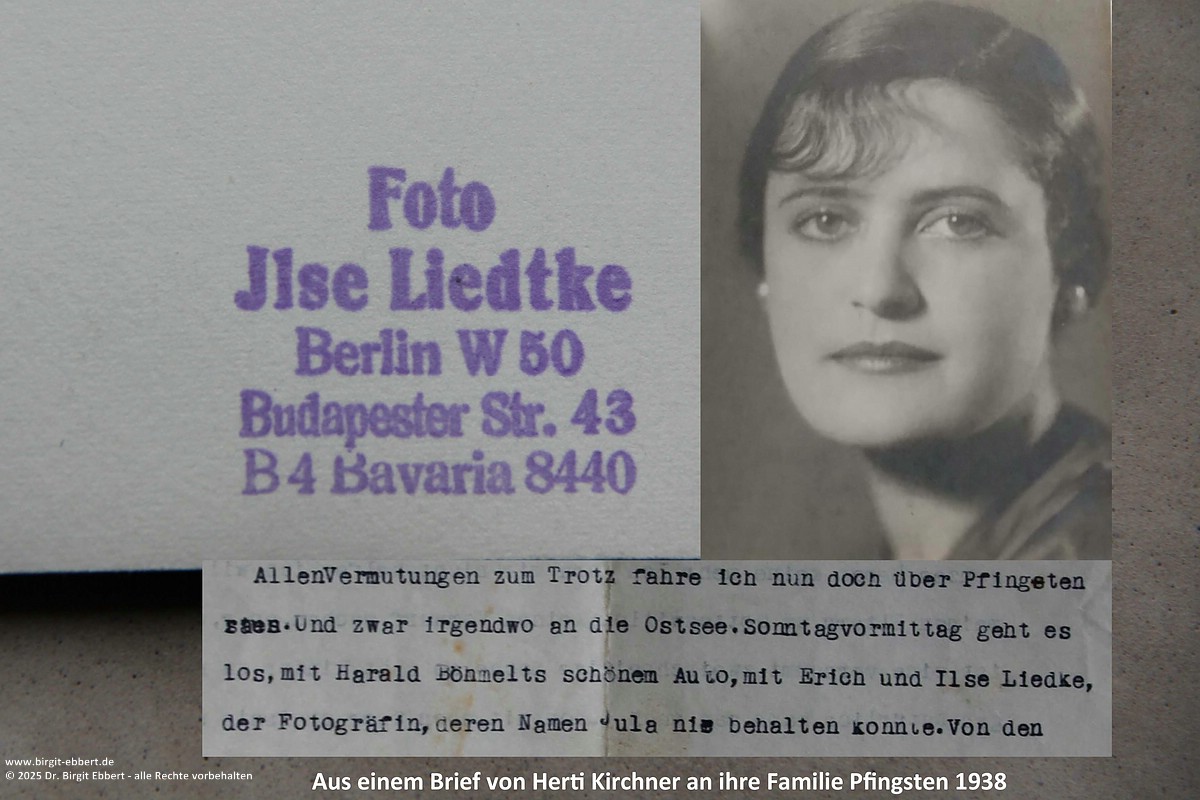 Foto
Jlse Liedtke
Berlin W 50
Budapester Str. 43
B 4 Bavaria 8440
AllenVermutungen zum Trotz fahre ich nun doch über Pfingsten
Und zwar irgendwo an die Ostsee.Sonntagvormittag geht es
los,mit Harald Böhmelts schönem Auto,mit Erich und Ilse Liedke,
der Fotogräfin,deren Namen Jula nie behalten konnte.Von den
www.birgit-ebbert.de
© 2025 Dr. Birgit Ebbert - alle Rechte vorbehalten
Aus einem Brief von Herti Kirchner an ihre Familie Pfingsten 1938